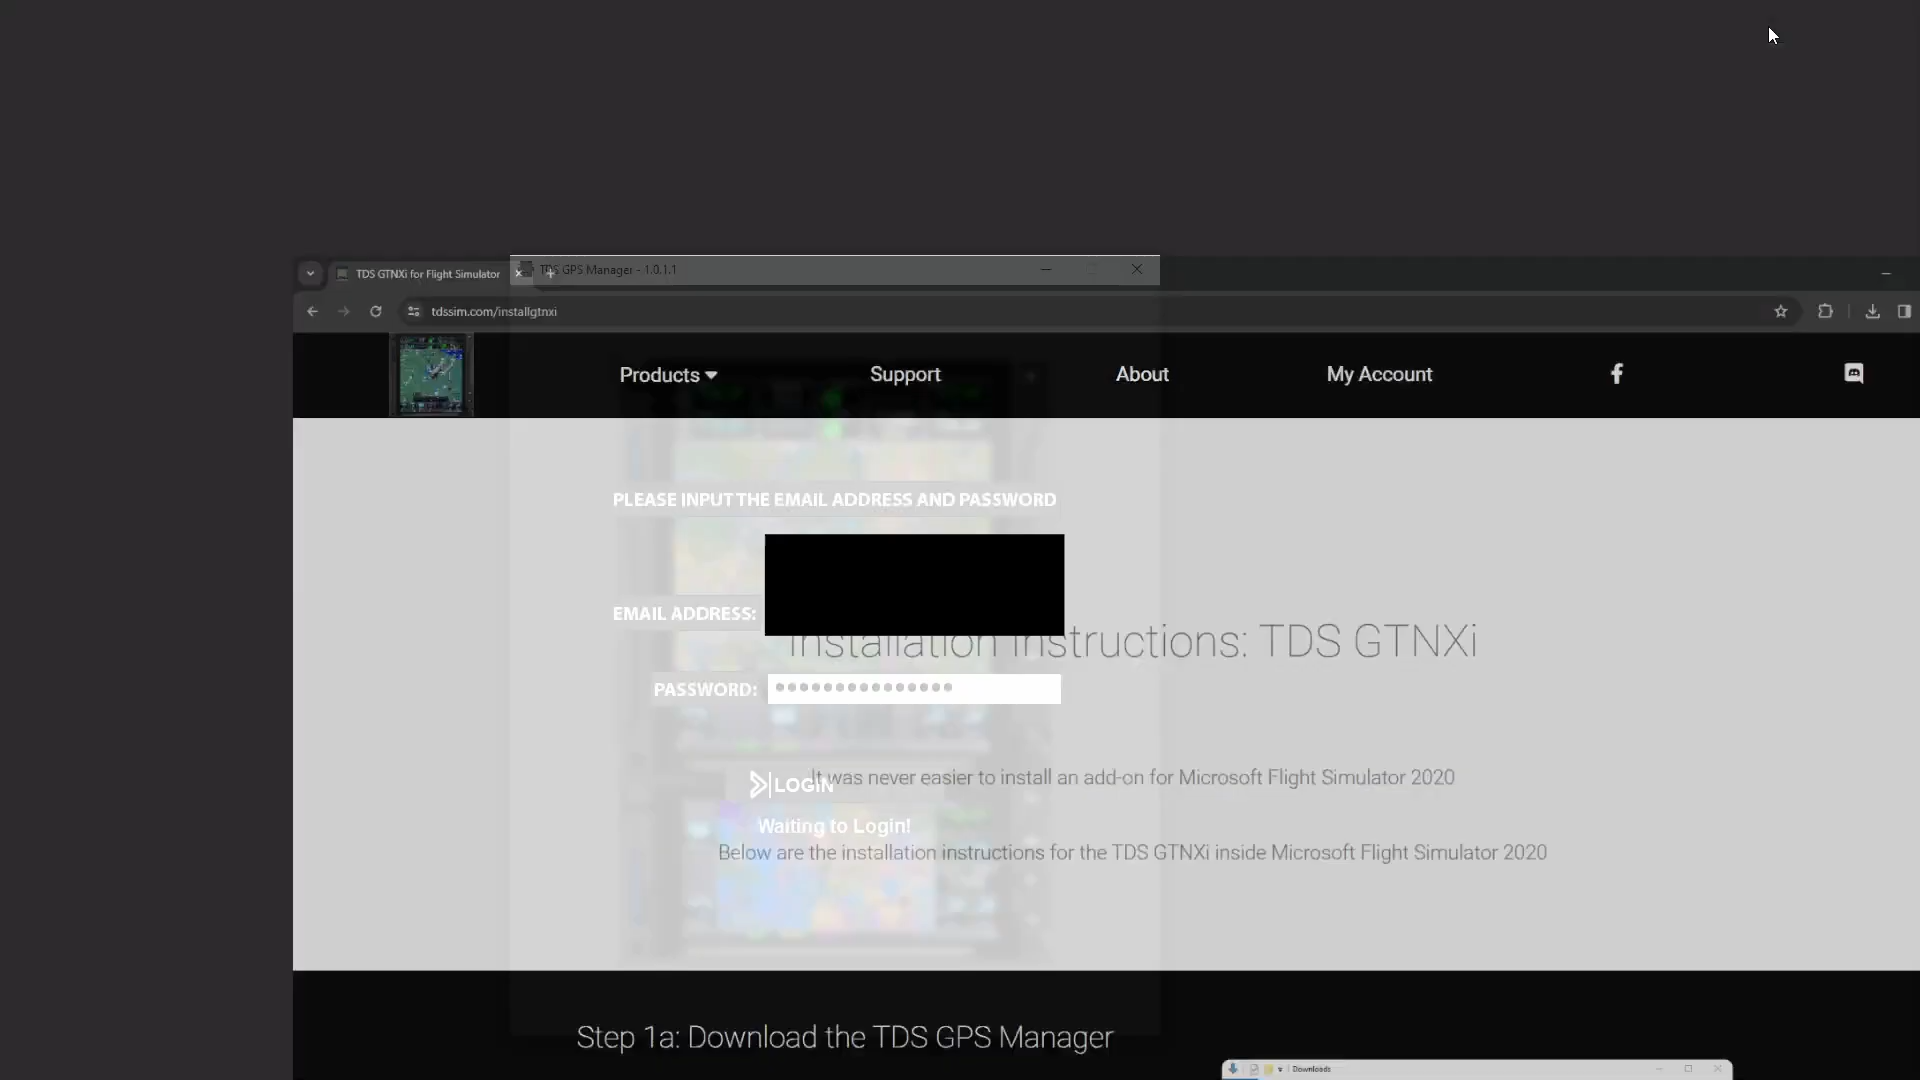 TDS GTNXi for Flight Simulator
TDS GPS Manager - 1.0.1.1
tdssim.com/installgtnxi
Products
Support
About
My Account
PLEASE INPUT THE EMAIL ADDRESS AND PASSWORD
EMAIL ADDRESS:
Installation Instructions: TDS GTNXi
PASSWORD:
LOGIN
It was never easier to install an add-on for Microsoft Flight Simulator 2020
Waiting to Login!
Below are the installation instructions for the TDS GTNXi inside Microsoft Flight Simulator 2020
Step 1a: Download the TDS GPS Manager
Downloads